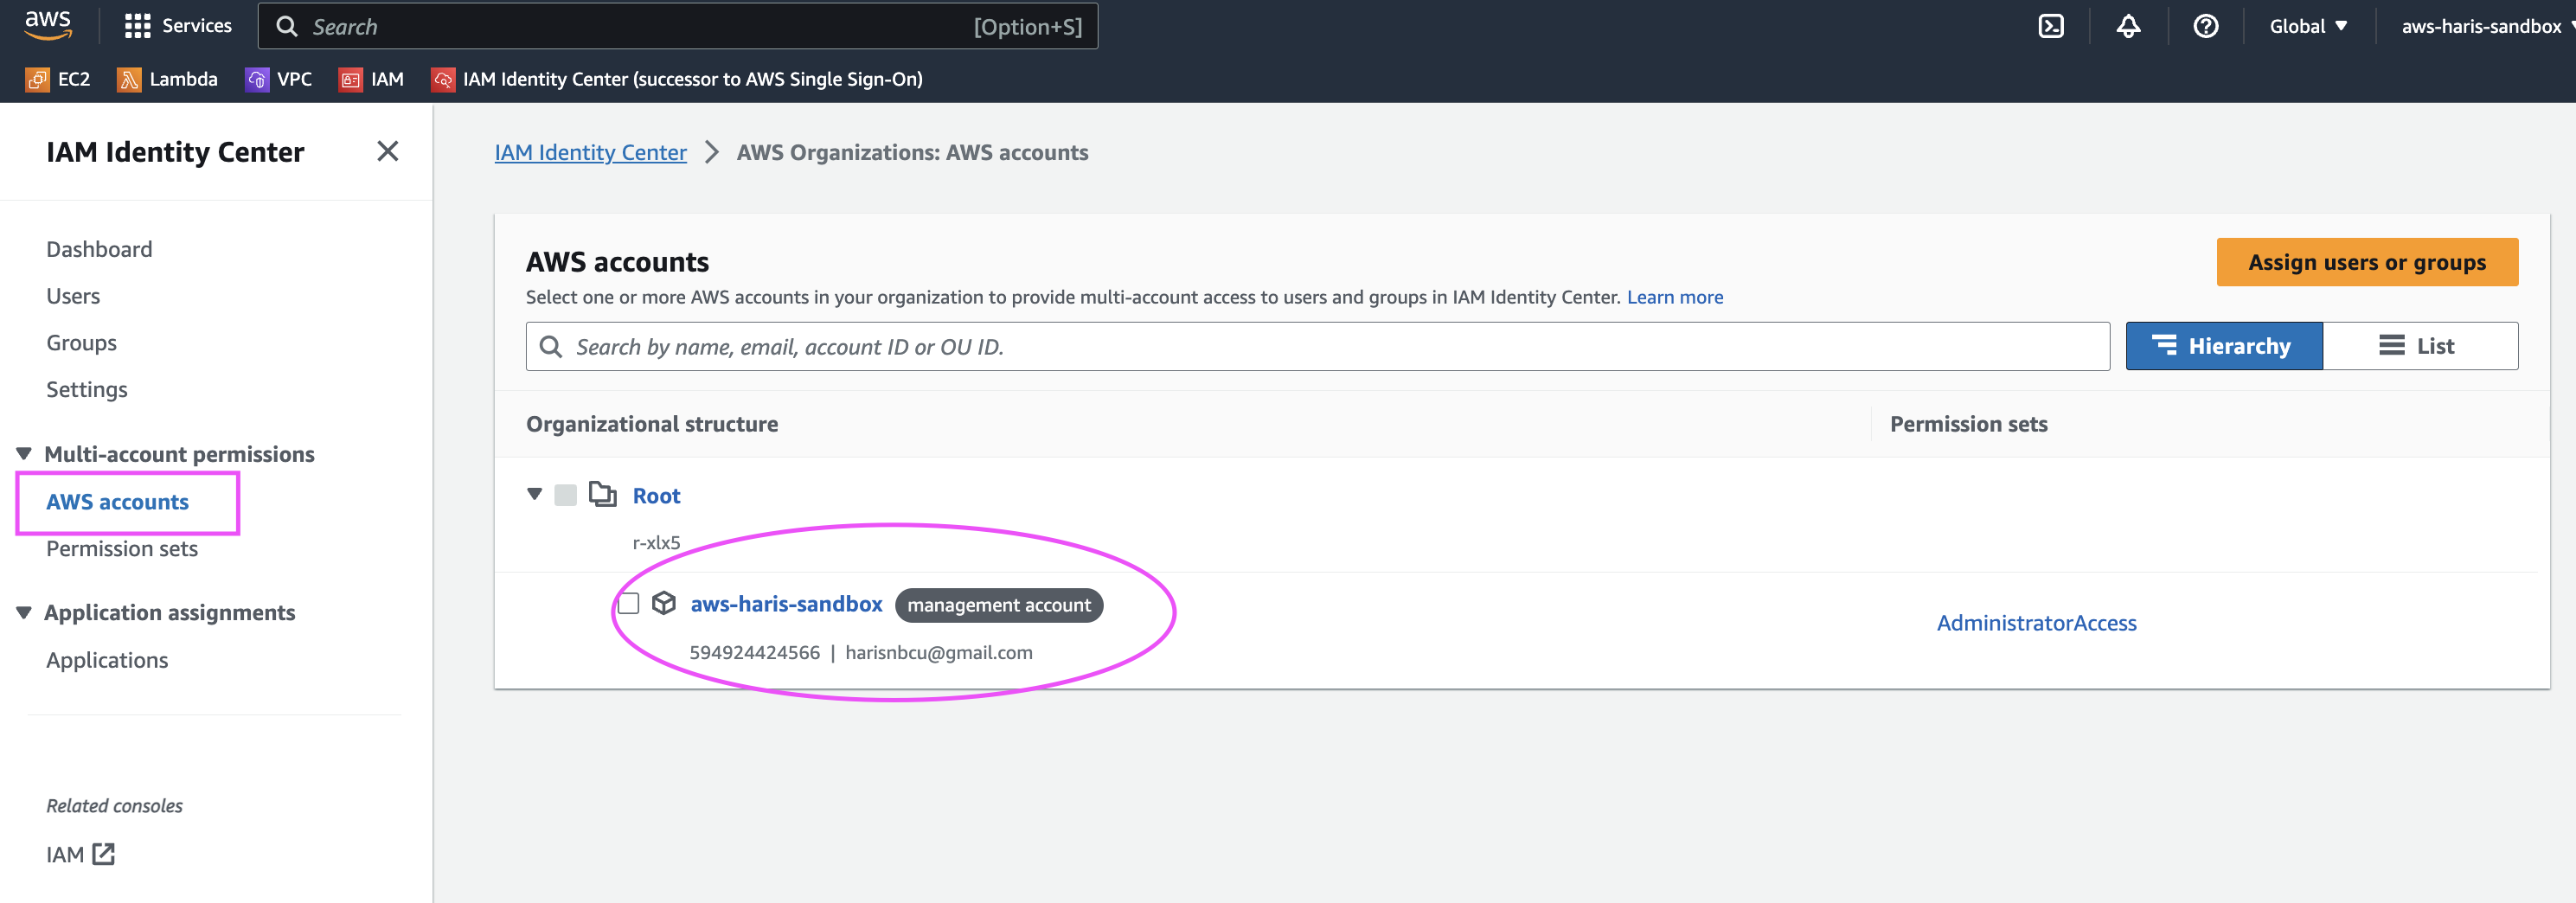 aws
Services
Search
[Option+S]
Global
aws-haris-sandbox
EC2
Lambda
VPC
IAM
IAM Identity Center (successor to AWS Single Sign-On)
IAM Identity Center
Dashboard
Users
Groups
Settings
Multi-account permissions
AWS accounts
Permission sets
Application assignments
Applications
Related consoles
IAM
IAM Identity Center
AWS Organizations: AWS accounts
AWS accounts
Assign users or groups
Select one or more AWS accounts in your organization to provide multi-account access to users and groups in IAM Identity Center. Learn more
Search by name, email, account ID or OU ID.
Hierarchy
List
Organizational structure
Permission sets
Root
r-xlx5
aws-haris-sandbox
management account
594924424566 | harisnbcu@gmail.com
AdministratorAccess